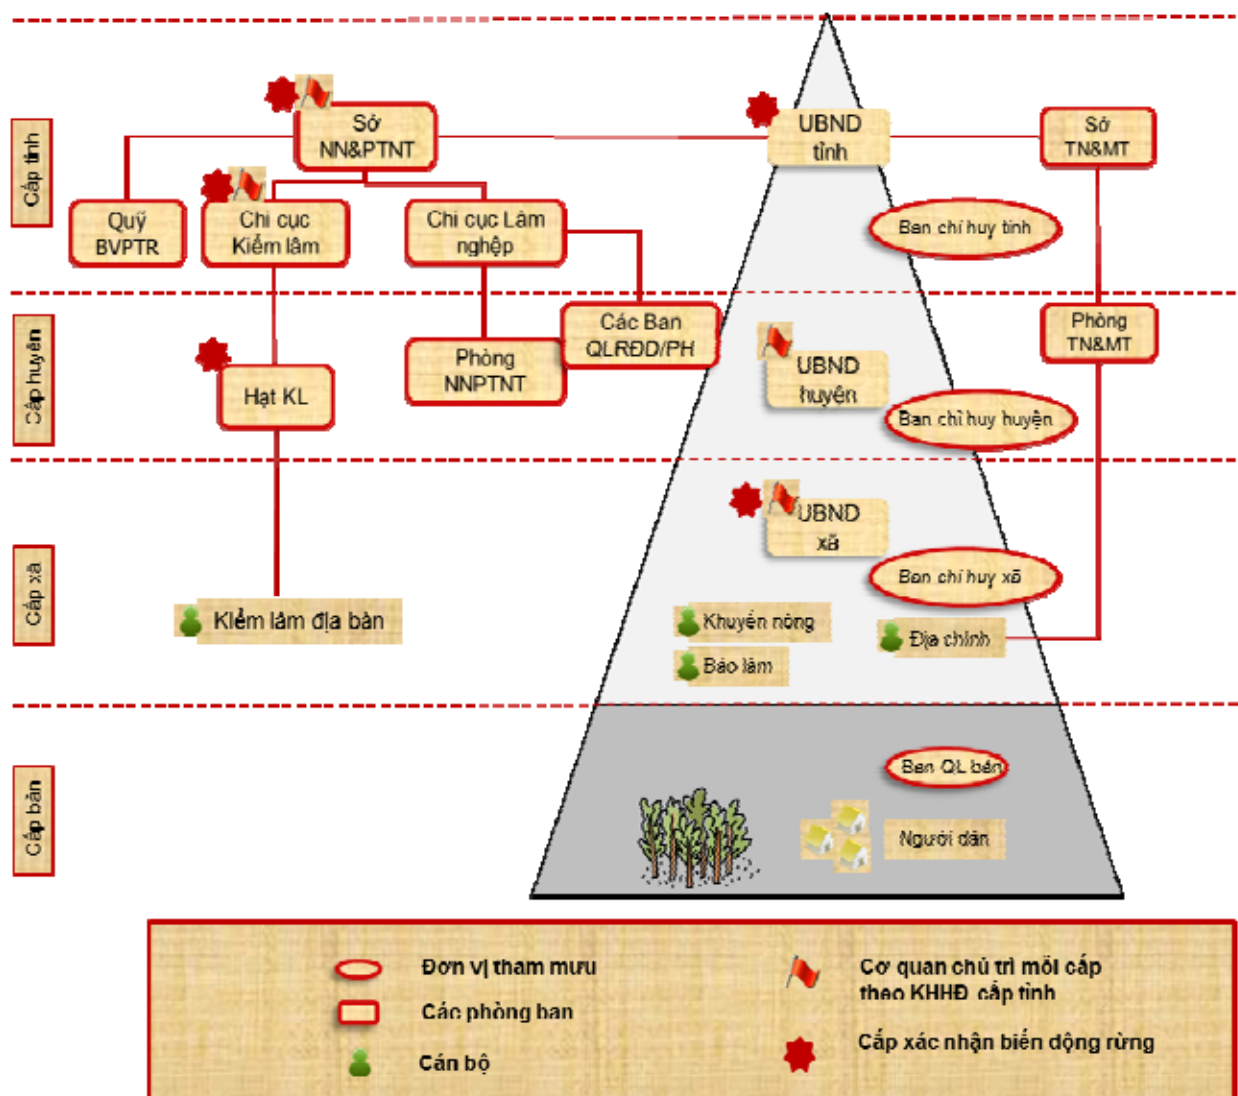 Cấp tỉnh
Sở
NN&PTNT
UBND
tỉnh
Sở
TN&MT
Quỹ
BVPTR
Chi cục
Kiểm lâm
Chi cục Lâm
nghệp
Ban chỉ huy tỉnh
Cấp huyện
Hạt KL
Phòng
NNPTNT
Các Ban
QLRĐD/PH
UBND
huyện
Phòng
TN&MT
Ban chỉ huy huyện
Cấp xã
UBND
xã
Ban chỉ huy xã
Kiểm lâm địa bàn
Khuyến nông
Địa chính
Bảo lâm
Cấp bản
Ban QL bản
Người dân
Đơn vị tham mưu
Các phòng ban
Cán bộ
Cơ quan chủ trì mỗi cấp
theo KHHĐ cấp tỉnh
Cấp xác nhận biến động rừng